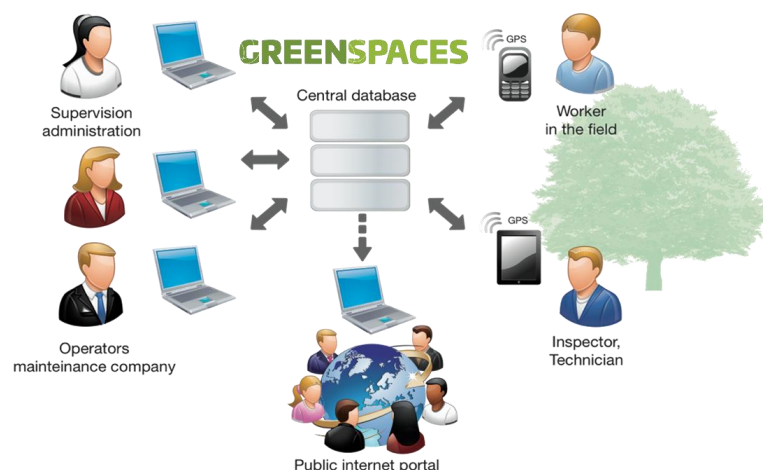 GREENSPACES
Supervision
administration
Central database
GPS
Worker
in the field
GPS
Operators
mainteinance company
Inspector,
Technician
Public internet portal